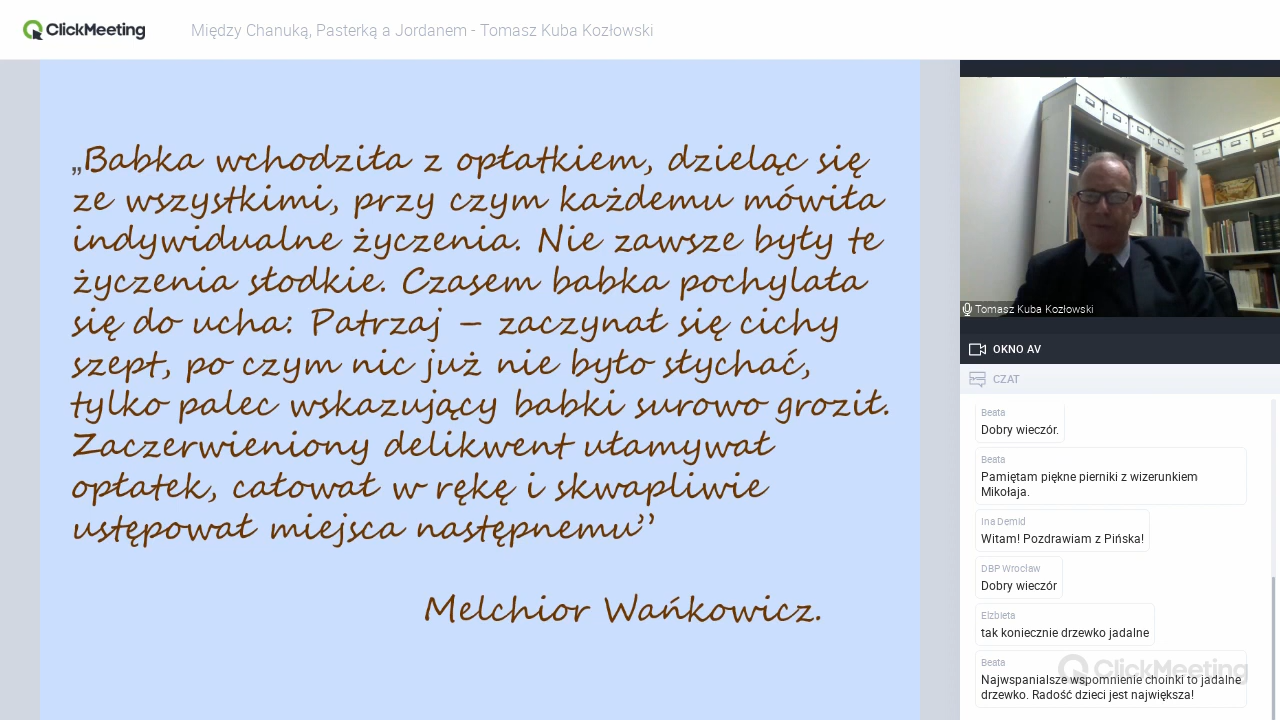 ClickMeeting
Między Chanuką, Pasterką a Jordanem - Tomasz Kuba Kozłowski
„Babka wchodziła z opłatkiem, dzieląc się
ze wszystkimi, przy czym każdemu mówiła
indywidualne życzenia. Nie zawsze były te
życzenia słodkie. Czasem babka pochylała
się do ucha: Patrzaj – zaczynał się cichy
szept, po czym nic już nie było słychać,
tylko palec wskazujący babki surowo groził.
Zaczerwieniony delikwent ułamywał
opłatek, całował w rękę i skwapliwie
ustępował miejsca następnemu”
Melchior Wańkowicz.
Tomasz Kuba Kozłowski
OKNO AV
CZAT
Beata
Dobry wieczór.
Beata
Pamiętam piękne pierniki z wizerunkiem
Mikołaja.
Ina Demid
Witam! Pozdrawiam z Pińska!
DBP Wrocław
Dobry wieczór
Elżbieta
tak koniecznie drzewko jadalne
Beata
Najwspanialsze wspomnienie choinki to jadalne
drzewko. Radość dzieci jest największa!
ClickMeeting